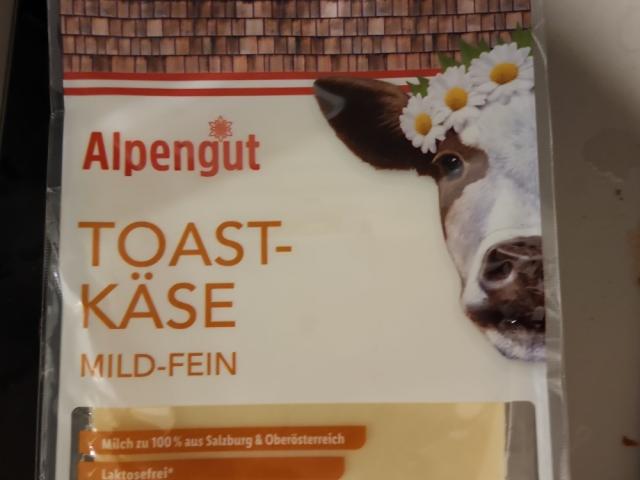 Alpengut
TOAST-
KÄSE
MILD-FEIN
✓ Milch zu 100 % aus Salzburg & Oberösterreich
✓ Laktosefrei*